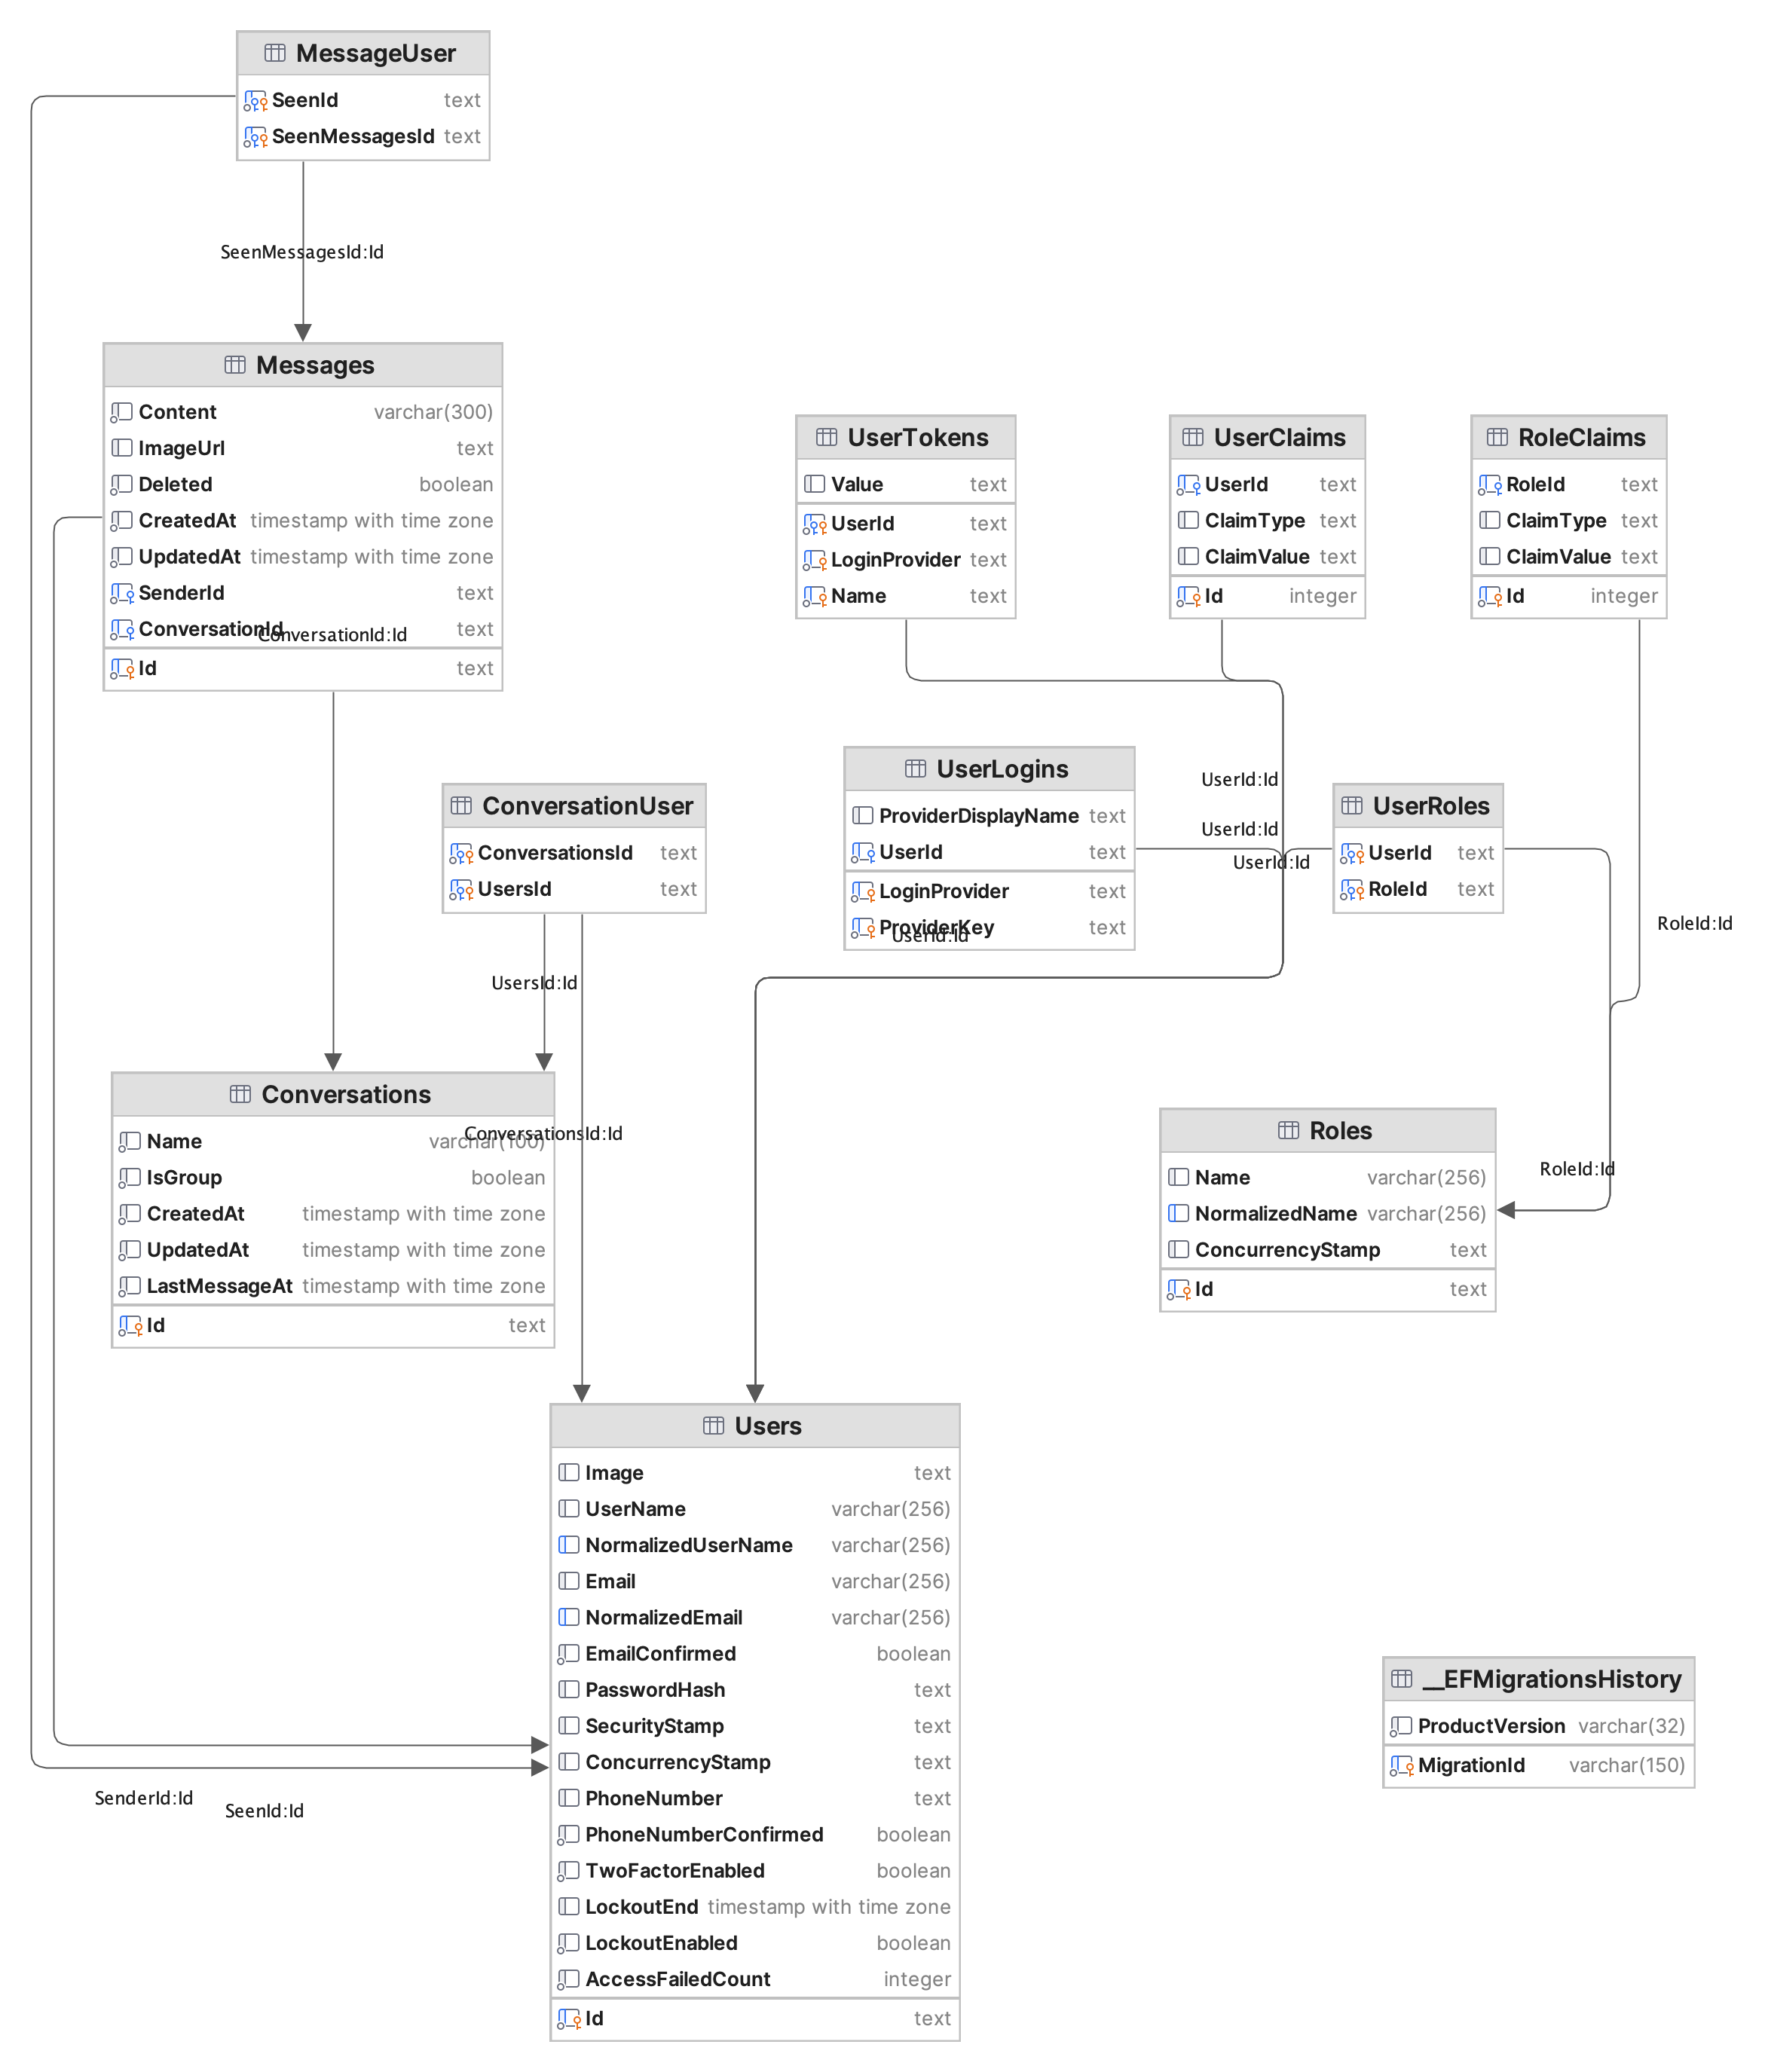 MessageUser
SeenId text
SeenMessagesId text
SeenMessagesId:Id
Messages
Content varchar(300)
ImageUrl text
Deleted boolean
CreatedAt timestamp with time zone
UpdatedAt timestamp with time zone
SenderId text
ConversationId text
ConversationId:Id
Id text
UserTokens
Value text
UserId text
LoginProvider text
Name text
UserClaims
UserId text
ClaimType text
ClaimValue text
Id integer
RoleClaims
RoleId text
ClaimType text
ClaimValue text
Id integer
UserLogins
ProviderDisplayName text
UserId text
LoginProvider text
ProviderKey text
UserId:Id
UserId:Id
UserId:Id
UserId:Id
UserRoles
UserId text
RoleId text
RoleId:Id
ConversationUser
ConversationsId text
UsersId text
UsersId:Id
ConversationsId:Id
Conversations
Name varchar(100)
IsGroup boolean
CreatedAt timestamp with time zone
UpdatedAt timestamp with time zone
LastMessageAt timestamp with time zone
Id text
Roles
Name varchar(256)
NormalizedName varchar(256)
ConcurrencyStamp text
Id text
RoleId:Id
Users
Image text
UserName varchar(256)
NormalizedUserName varchar(256)
Email varchar(256)
NormalizedEmail varchar(256)
EmailConfirmed boolean
PasswordHash text
SecurityStamp text
ConcurrencyStamp text
PhoneNumber text
PhoneNumberConfirmed boolean
TwoFactorEnabled boolean
LockoutEnd timestamp with time zone
LockoutEnabled boolean
AccessFailedCount integer
Id text
SenderId:Id
SeenId:Id
__EFMigrationsHistory
ProductVersion varchar(32)
MigrationId varchar(150)